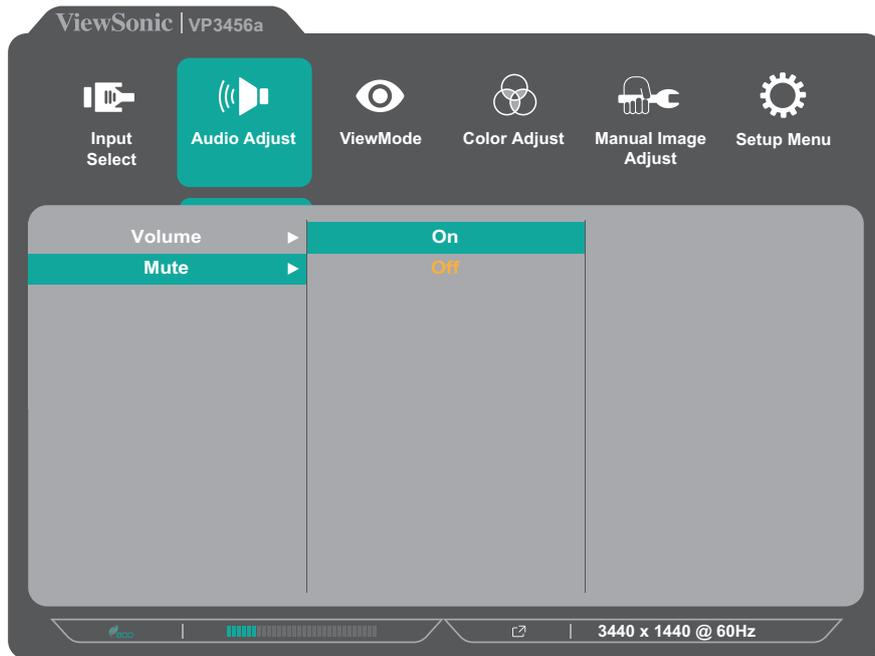 ViewSonic | VP3456a
Input
Select
Audio Adjust
ViewMode
Color Adjust
Manual Image
Adjust
Setup Menu
Volume
On
Mute
Off
eco
3440 x 1440 @ 60Hz